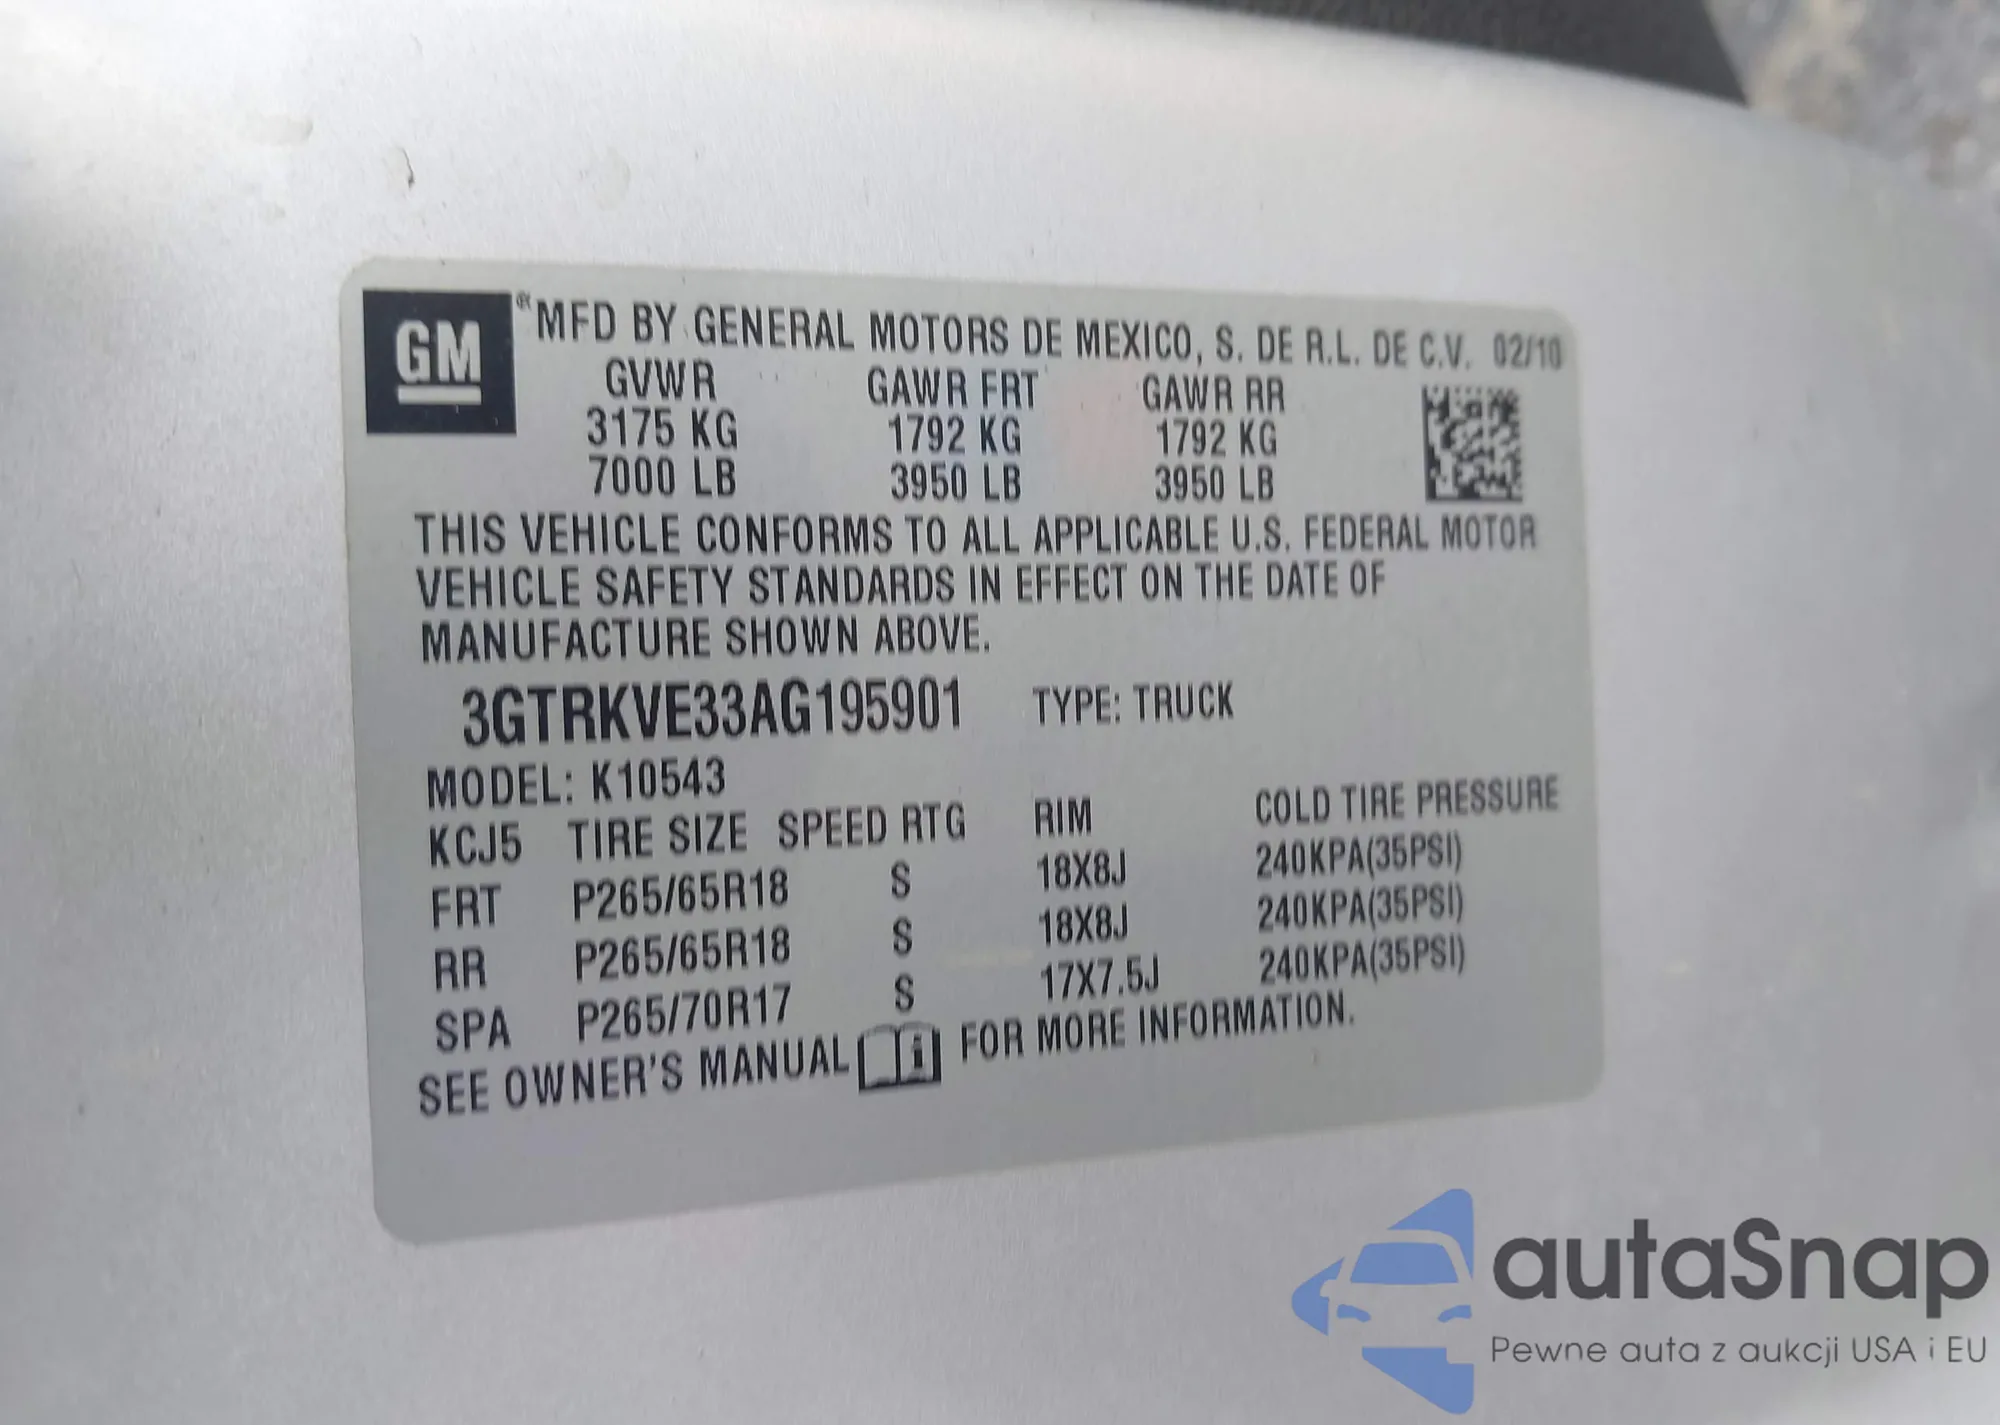 GM ® MFD BY GENERAL MOTORS DE MEXICO, S. DE R.L. DE C.V. 02/10
GVWR GAWR FRT GAWR RR
3175 KG 1792 KG 1792 KG
7000 LB 3950 LB 3950 LB
THIS VEHICLE CONFORMS TO ALL APPLICABLE U.S. FEDERAL MOTOR
VEHICLE SAFETY STANDARDS IN EFFECT ON THE DATE OF
MANUFACTURE SHOWN ABOVE.
3GTRKVE33AG195901 TYPE: TRUCK
MODEL: K10543
KCJ5 TIRE SIZE SPEED RTG RIM COLD TIRE PRESSURE
FRT P265/65R18 S 18X8J 240KPA(35PSI)
RR P265/65R18 S 18X8J 240KPA(35PSI)
SPA P265/70R17 S 17X7.5J 240KPA(35PSI)
SEE OWNER'S MANUAL i FOR MORE INFORMATION.
autaSnap
Pewne auta z aukcji USA i EU